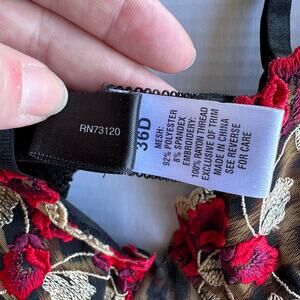 RN73120
36D
MESH:
92% POLYESTER
8% SPANDEX
EMBROIDERY:
100% RAYON THREAD
EXCLUSIVE OF TRIM
MADE IN CHINA
SEE REVERSE
FOR CARE